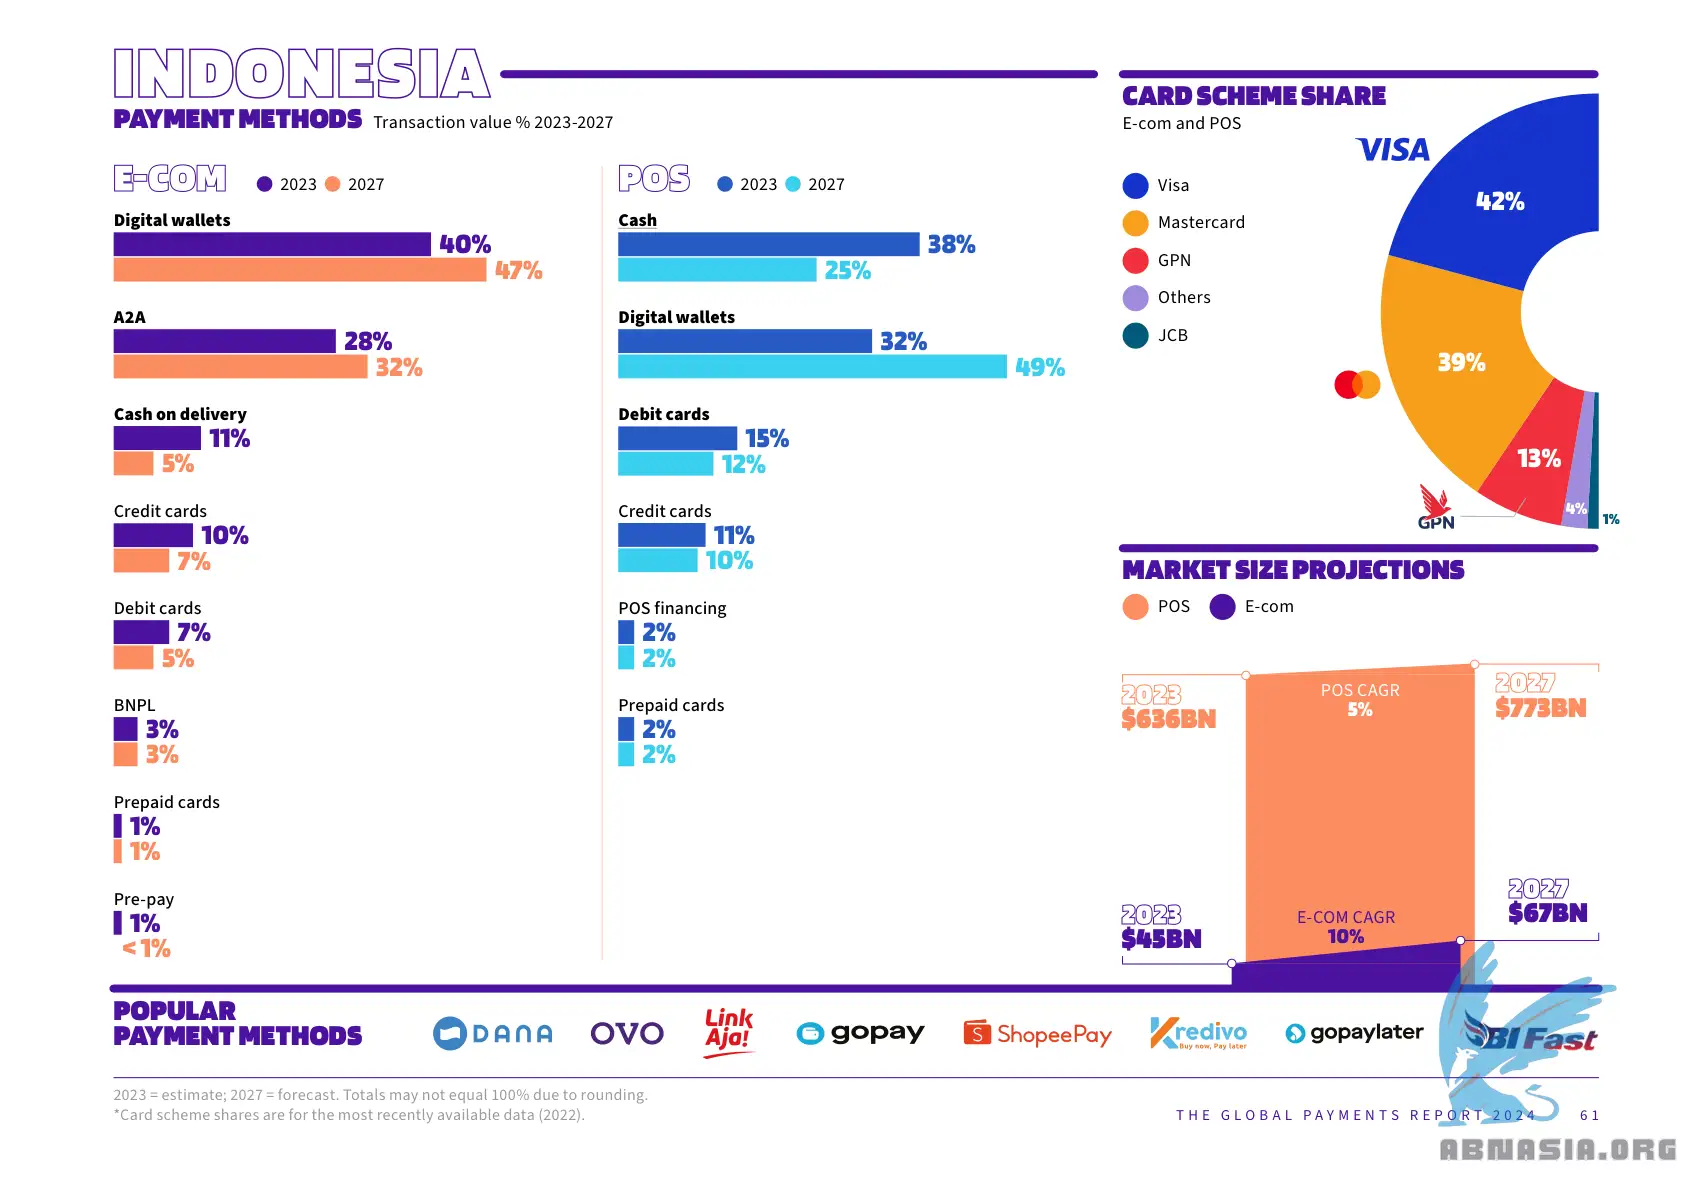 INDONESIA
PAYMENT METHODS Transaction value % 2023-2027
E-COM 2023 2027
Digital wallets
40%
47%
A2A
28%
32%
Cash on delivery
11%
5%
Credit cards
10%
7%
Debit cards
7%
5%
BNPL
3%
3%
Prepaid cards
1%
1%
Pre-pay
1%
< 1%
POS 2023 2027
Cash
38%
25%
Digital wallets
32%
49%
Debit cards
15%
12%
Credit cards
11%
10%
POS financing
2%
2%
Prepaid cards
2%
2%
CARD SCHEME SHARE
E-com and POS
VISA
Visa
Mastercard
GPN
Others
JCB
42%
39%
13%
4%
1%
GPN
MARKET SIZE PROJECTIONS
POS E-com
2023
$636BN
POS CAGR
5%
2027
$773BN
2023
$45BN
E-COM CAGR
10%
2027
$67BN
POPULAR
PAYMENT METHODS
DANA
OVO
Link
Aja!
gopay
ShopeePay
Kredivo
Buy now, Pay later
gopaylater
BI Fast
2023 = estimate; 2027 = forecast. Totals may not equal 100% due to rounding.
*Card scheme shares are for the most recently available data (2022).
THE GLOBAL PAYMENTS REPORT 2024 61
ABNASIA.ORG